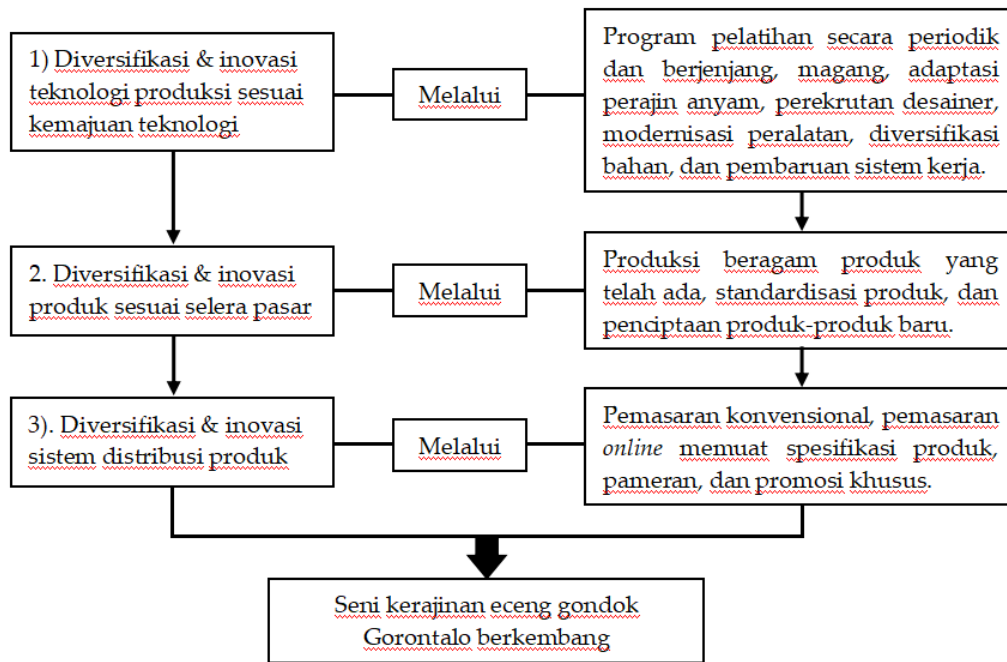 1) Diversifikasi & inovasi
teknologi produksi sesuai
kemajuan teknologi
Melalui
Program pelatihan secara periodik
dan berjenjang, magang, adaptasi
perajin anyam, perekrutan desainer,
modernisasi peralatan, diversifikasi
bahan, dan pembaruan sistem kerja.
2. Diversifikasi & inovasi
produk sesuai selera pasar
Melalui
Produksi beragam produk yang
telah ada, standardisasi produk, dan
penciptaan produk-produk baru.
3). Diversifikasi & inovasi
sistem distribusi produk
Melalui
Pemasaran konvensional, pemasaran
online memuat spesifikasi produk,
pameran, dan promosi khusus.
Seni kerajinan eceng gondok
Gorontalo berkembang